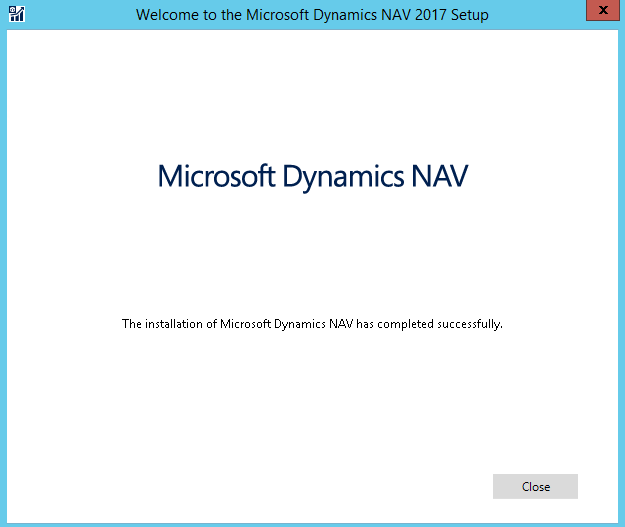 Welcome to the Microsoft Dynamics NAV 2017 Setup
x
Microsoft Dynamics NAV
The installation of Microsoft Dynamics NAV has completed successfully.
Close